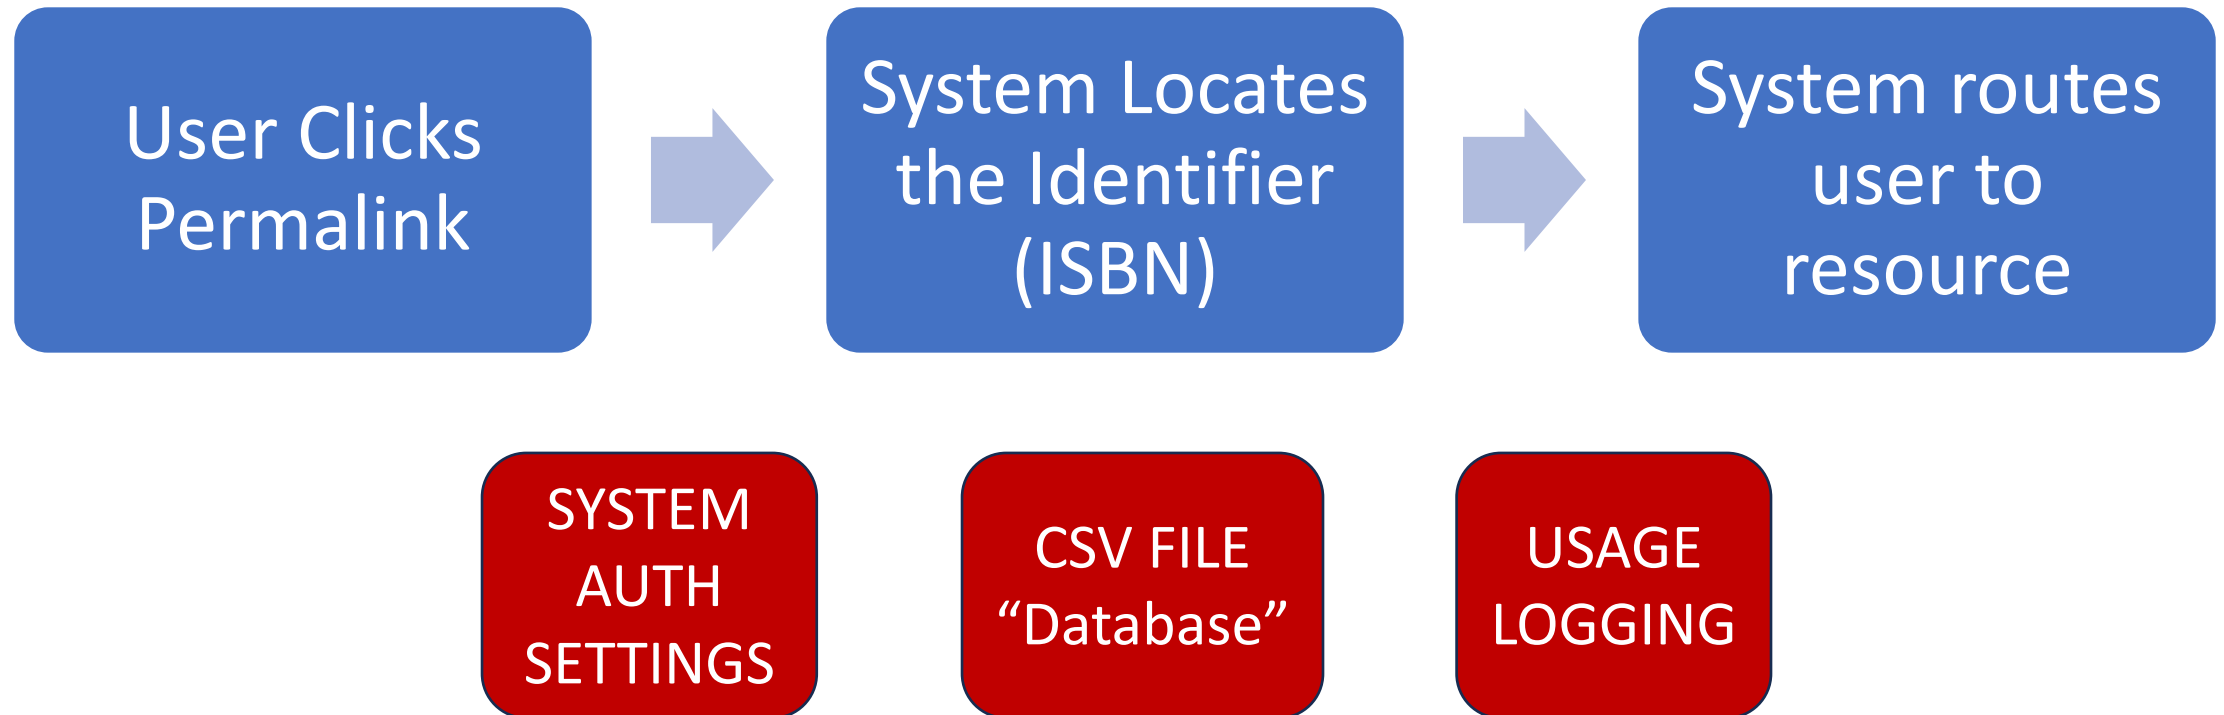 User Clicks
Permalink
System Locates
the Identifier
(ISBN)
System routes
user to
resource
SYSTEM
AUTH
SETTINGS
CSV FILE
“Database”
USAGE
LOGGING